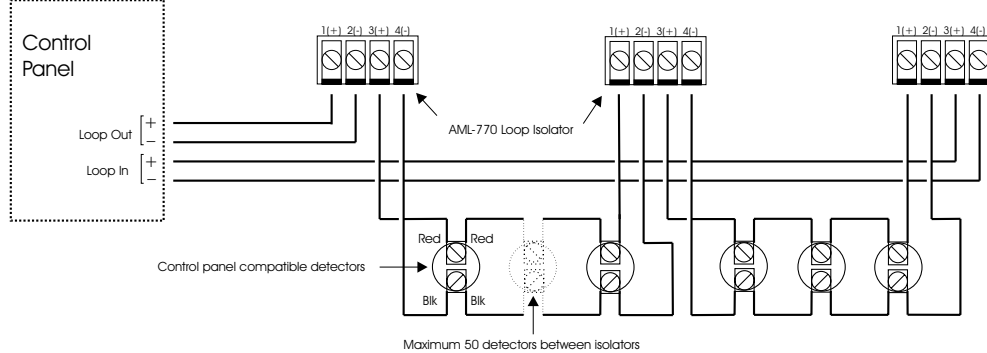 Control
Panel
1(+) 2(-) 3(+) 4(-)
1(+) 2(-) 3(+) 4(-)
1(+) 2(-) 3(+) 4(-)
Loop Out
+
−
Loop In
+
−
AML-770 Loop Isolator
Red Red
Control panel compatible detectors
Blk Blk
Maximum 50 detectors between isolators